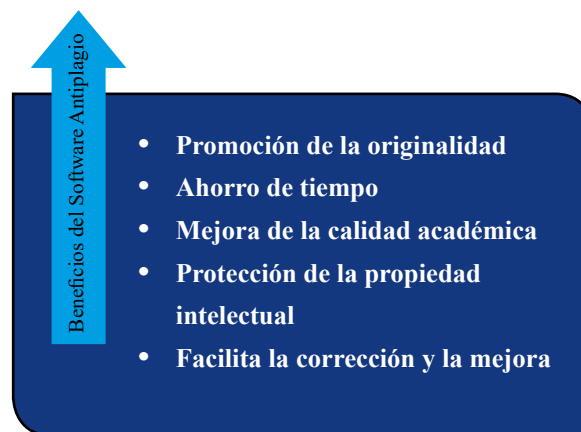 Beneficios del Software Antiplagio
• Promoción de la originalidad
• Ahorro de tiempo
• Mejora de la calidad académica
• Protección de la propiedad
intelectual
• Facilita la corrección y la mejora